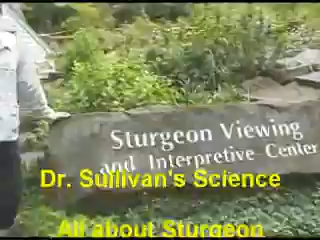 Sturgeon Viewing
and Interpretive Center
Dr. Sullivan's Science
All about Sturgeon